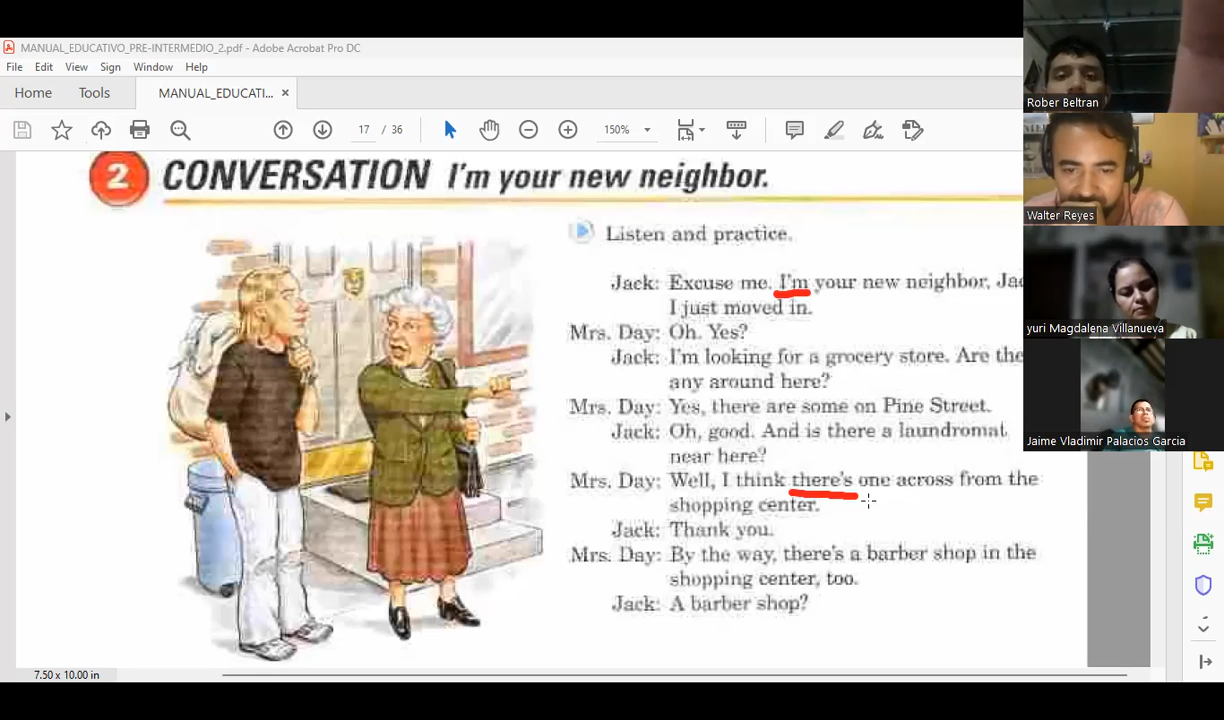 MANUAL_EDUCATIVO_PRE-INTERMEDIO_2.pdf - Adobe Acrobat Pro DC
File Edit View Sign Window Help
Home Tools MANUAL_EDUCATI... ×
17 / 36 150%
2 CONVERSATION I'm your new neighbor.
Listen and practice.
Jack: Excuse me. I'm your new neighbor, Jac
I just moved in.
Mrs. Day: Oh. Yes?
Jack: I'm looking for a grocery store. Are the
any around here?
Mrs. Day: Yes, there are some on Pine Street.
Jack: Oh, good. And is there a laundromat
near here?
Mrs. Day: Well, I think there's one across from the
shopping center.
Jack: Thank you.
Mrs. Day: By the way, there's a barber shop in the
shopping center, too.
Jack: A barber shop?
7.50 x 10.00 in
Rober Beltran
Walter Reyes
yuri Magdalena Villanueva
Jaime Vladimir Palacios Garcia